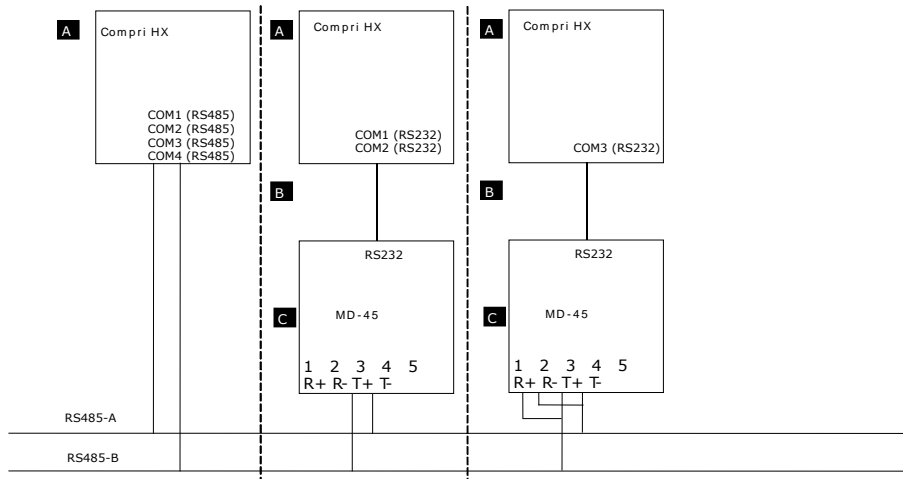 A
Compri HX
COM1 (RS485)
COM2 (RS485)
COM3 (RS485)
COM4 (RS485)
A
Compri HX
COM1 (RS232)
COM2 (RS232)
B
RS232
C
MD-45
1 2 3 4 5
R+ R- T+ T-
A
Compri HX
COM3 (RS232)
B
RS232
C
MD-45
1 2 3 4 5
R+ R- T+ T-
RS485-A
RS485-B